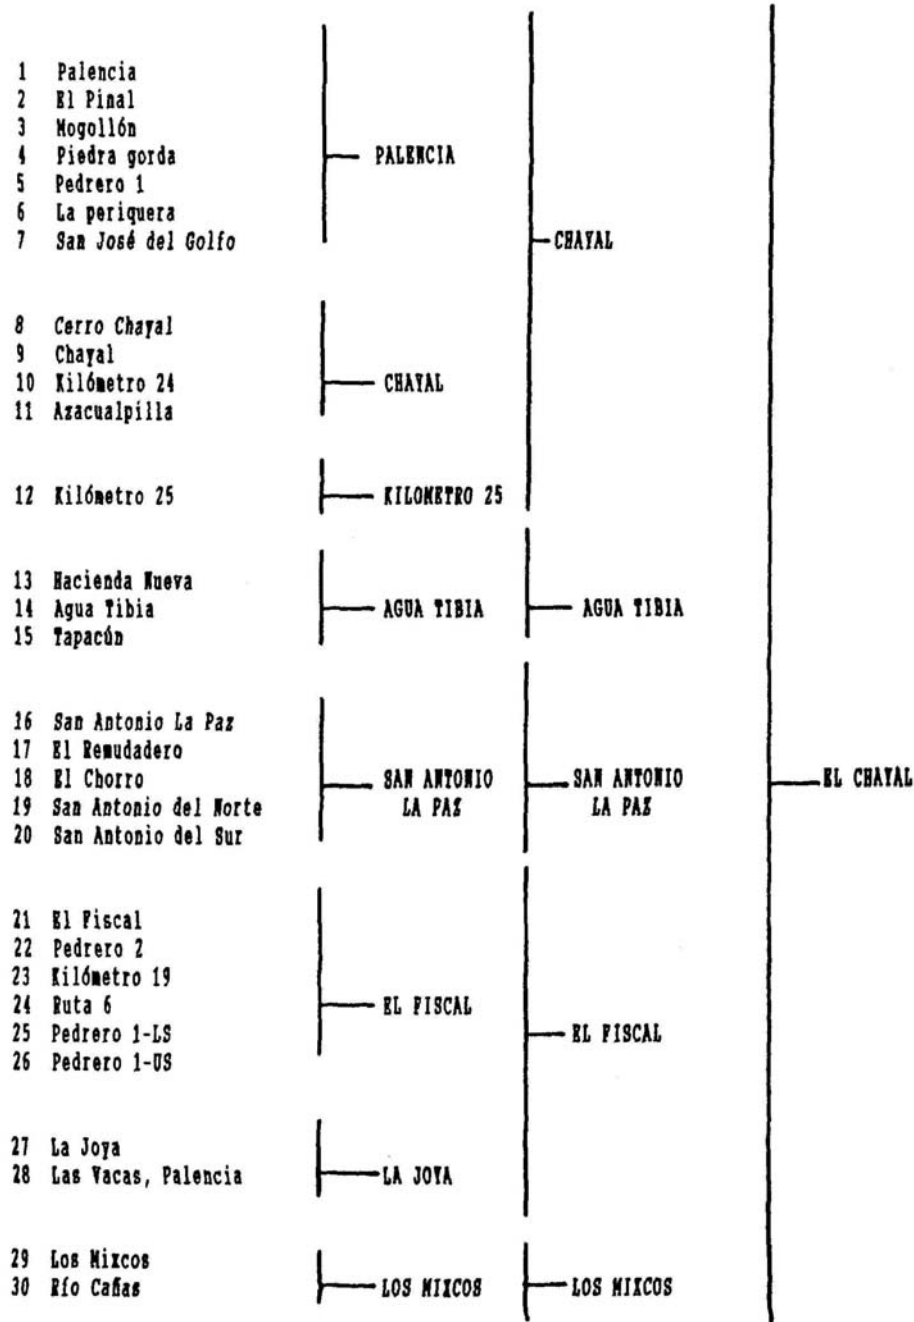 1 Palencia
2 El Pinal
3 Mogollón
4 Piedra gorda
5 Pedrero 1
6 La periquera
7 San José del Golfo
PALENCIA
CHAYAL
8 Cerro Chayal
9 Chayal
10 Kilómetro 24
11 Azacualpilla
CHAYAL
12 Kilómetro 25
KILOMETRO 25
13 Hacienda Nueva
14 Agua Tibia
15 Tapacún
AGUA TIBIA
AGUA TIBIA
16 San Antonio La Paz
17 El Remudadero
18 El Chorro
19 San Antonio del Norte
20 San Antonio del Sur
SAN ANTONIO
LA PAZ
SAN ANTONIO
LA PAZ
EL CHAYAL
21 El Fiscal
22 Pedrero 2
23 Kilómetro 19
24 Ruta 6
25 Pedrero 1-LS
26 Pedrero 1-US
EL FISCAL
EL FISCAL
27 La Joya
28 Las Vacas, Palencia
LA JOYA
29 Los Mixcos
30 Río Cañas
LOS MIXCOS
LOS MIXCOS